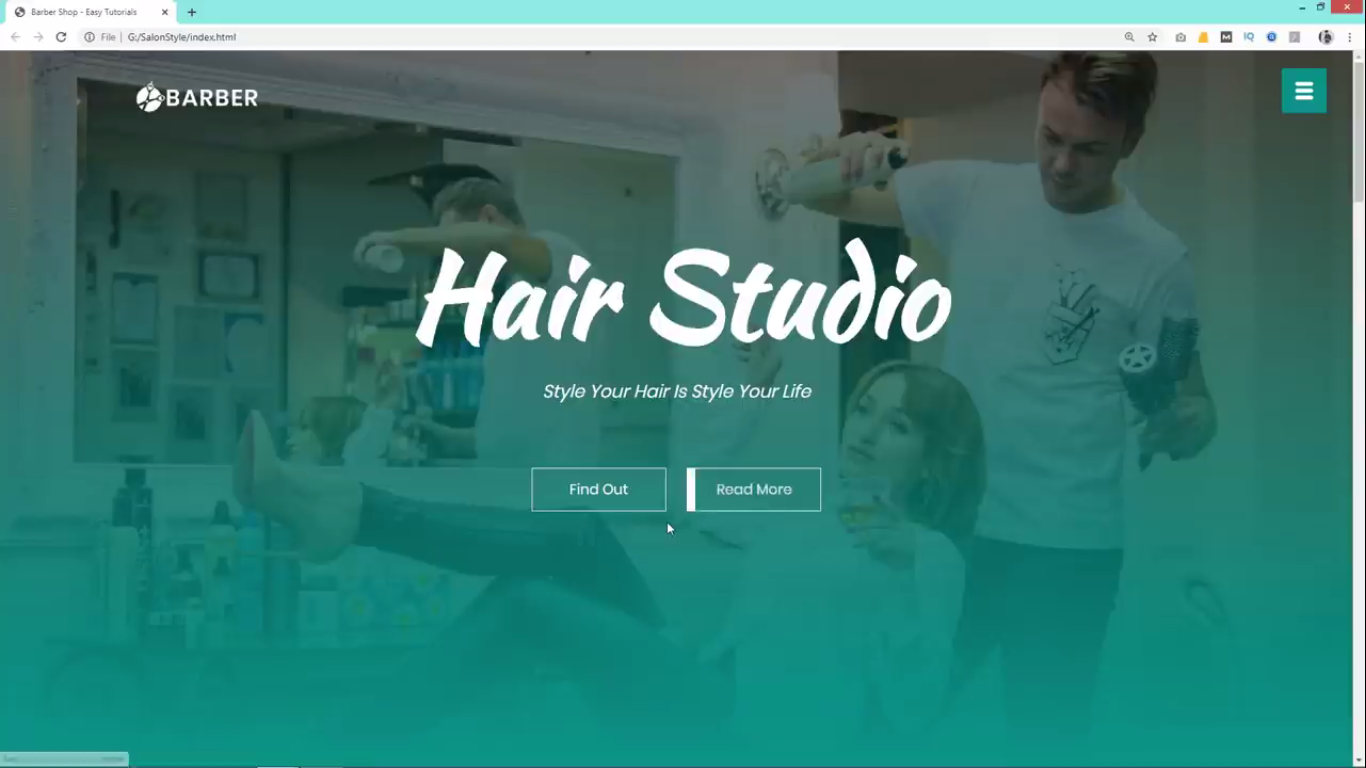 Barber Shop - Easy Tutorials
File | G:/SalonStyle/index.html
BARBER
Hair Studio
Style Your Hair Is Style Your Life
Find Out
Read More